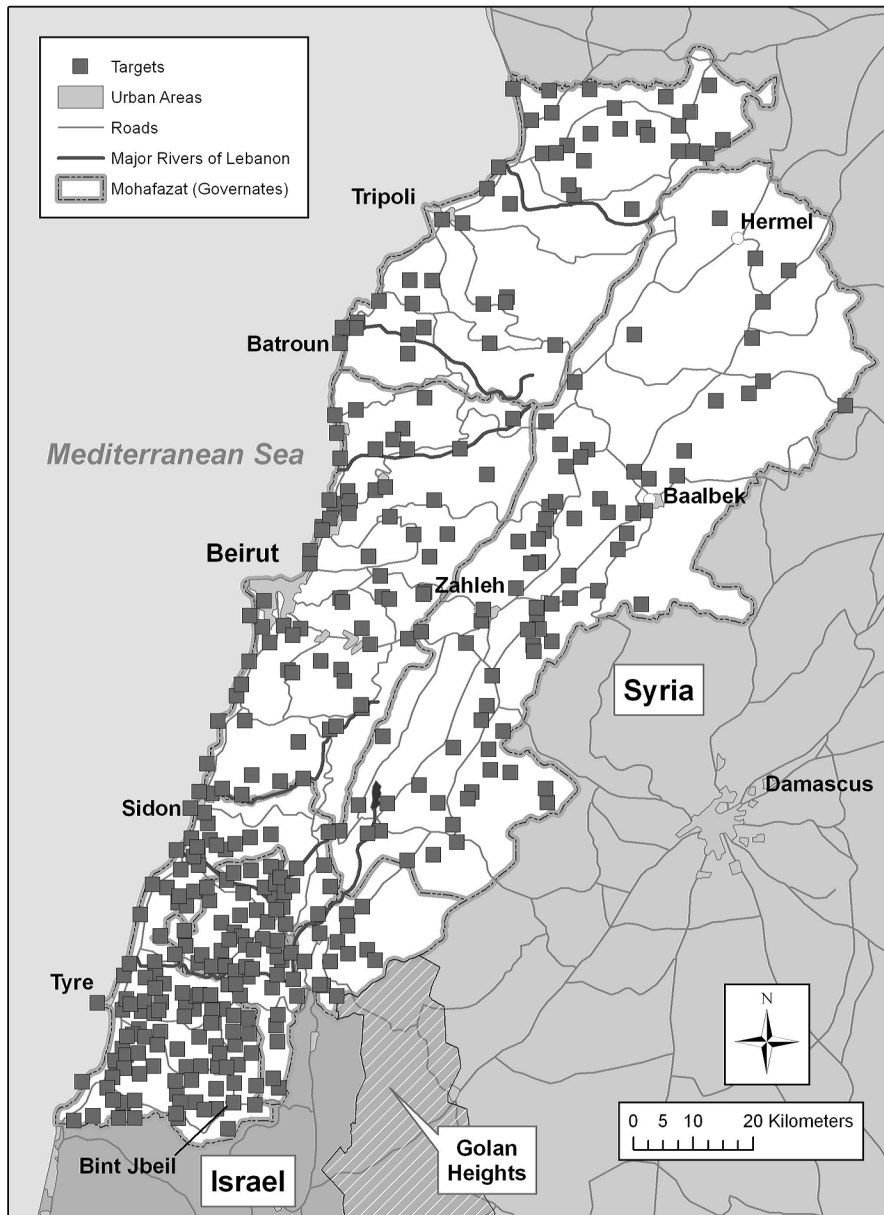 Targets
Urban Areas
Roads
Major Rivers of Lebanon
Mohafazat (Governates)
Tripoli
Hermel
Batroun
Mediterranean Sea
Baalbek
Beirut
Zahleh
Syria
Damascus
Sidon
Tyre
N
0 5 10 20 Kilometers
Bint Jbeil
Israel
Golan
Heights